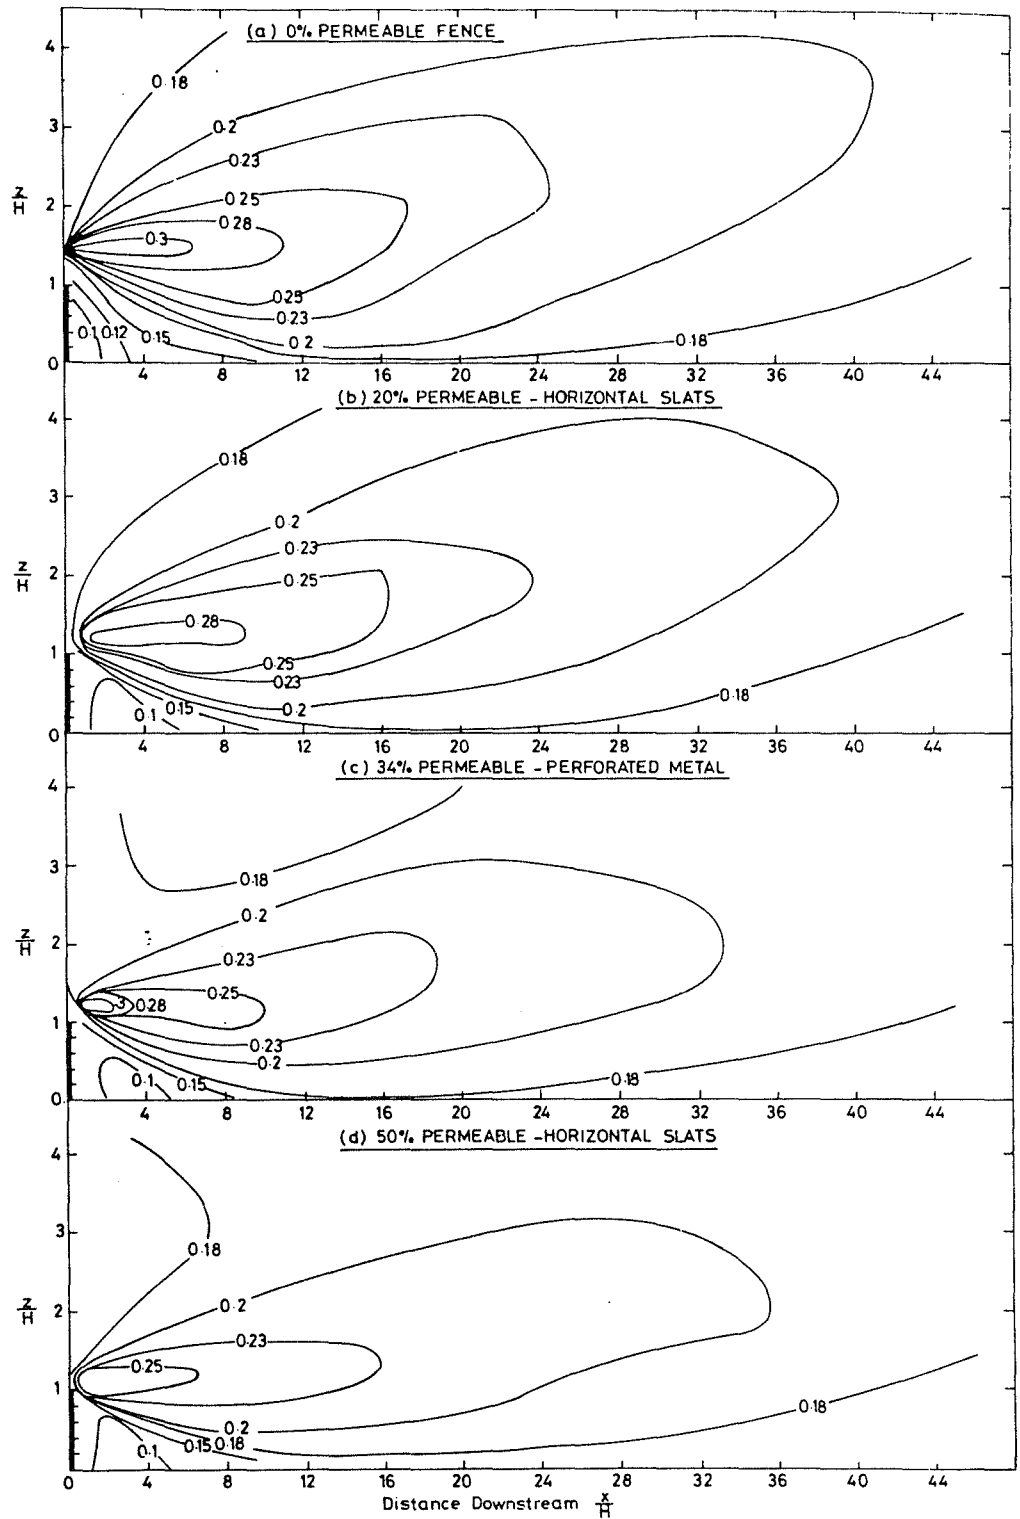 (a) 0% PERMEABLE FENCE
4
0.18
3
0.2
0.23
z/H
2
0.25
0.28
0.3
1
0.25
0.23
0.1 0.12 0.15
0.2
0.18
0
4 8 12 16 20 24 28 32 36 40 44
(b) 20% PERMEABLE - HORIZONTAL SLATS
4
0.18
3
0.2
0.23
z/H
2
0.25
0.28
1
0.25
0.23
0.18
0.1 0.15 0.2
0
4 8 12 16 20 24 28 32 36 40 44
(c) 34% PERMEABLE - PERFORATED METAL
4
0.18
3
0.2
z/H
2
0.23
0.25
.3 0.28
1
0.23
0.2
0.1 0.15 0.18
0
4 8 12 16 20 24 28 32 36 40 44
(d) 50% PERMEABLE - HORIZONTAL SLATS
4
3
0.18
z/H
2
0.2
0.23
0.25
1
0.18
0.2
0.1 0.15 0.18
0 4 8 12 16 20 24 28 32 36 40 44
Distance Downstream x/H